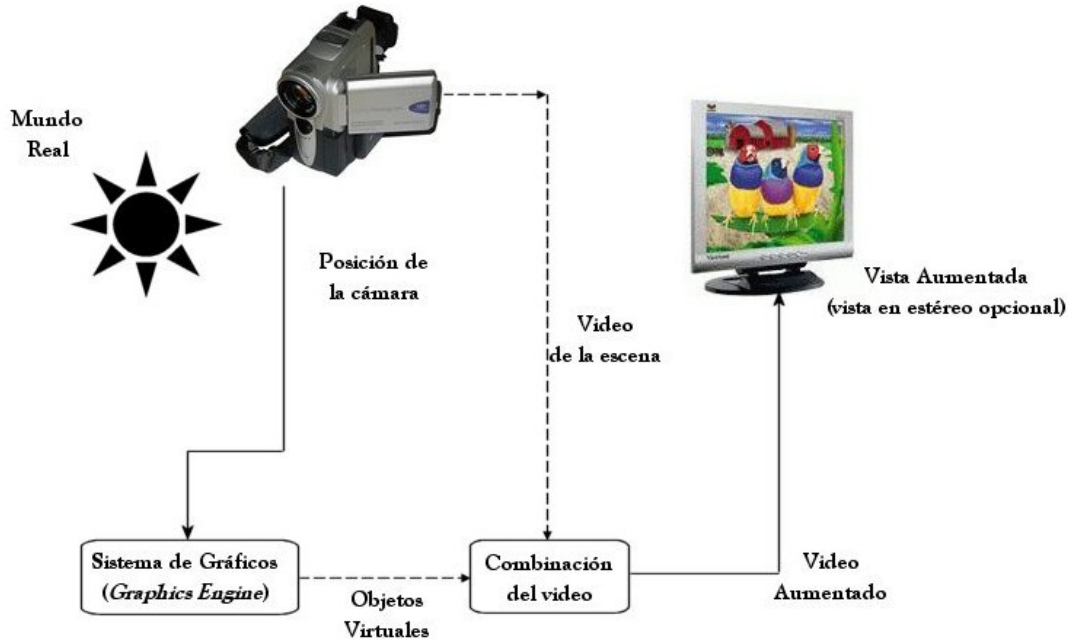 Mundo
Real
Posición de
la cámara
Video
de la escena
Vista Aumentada
(vista en estéreo opcional)
Sistema de Gráficos
(Graphics Engine)
Objetos
Virtuales
Combinación
del video
Video
Aumentado